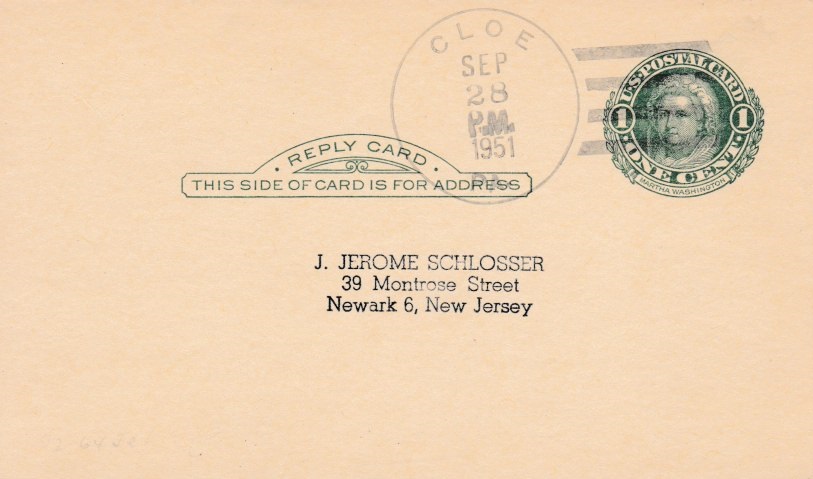 CLOE
SEP
28
P.M.
1951
PA.
U·S·POSTAL CARD
1 1
·ONE CENT·
MARTHA WASHINGTON
·REPLY CARD·
THIS SIDE OF CARD IS FOR ADDRESS
J. JEROME SCHLOSSER
39 Montrose Street
Newark 6, New Jersey